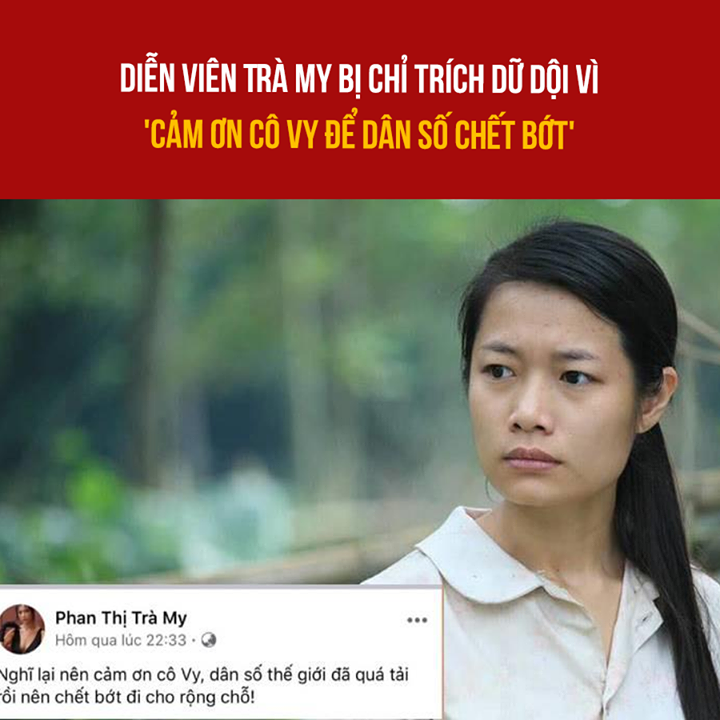 DIỄN VIÊN TRÀ MY BỊ CHỈ TRÍCH DỮ DỘI VÌ
'CẢM ƠN CÔ VY ĐỂ DÂN SỐ CHẾT BỚT'
Phan Thị Trà My
Hôm qua lúc 22:33 ·
Nghĩ lại nên cảm ơn cô Vy, dân số thế giới đã quá tải
rồi nên chết bớt đi cho rộng chỗ!